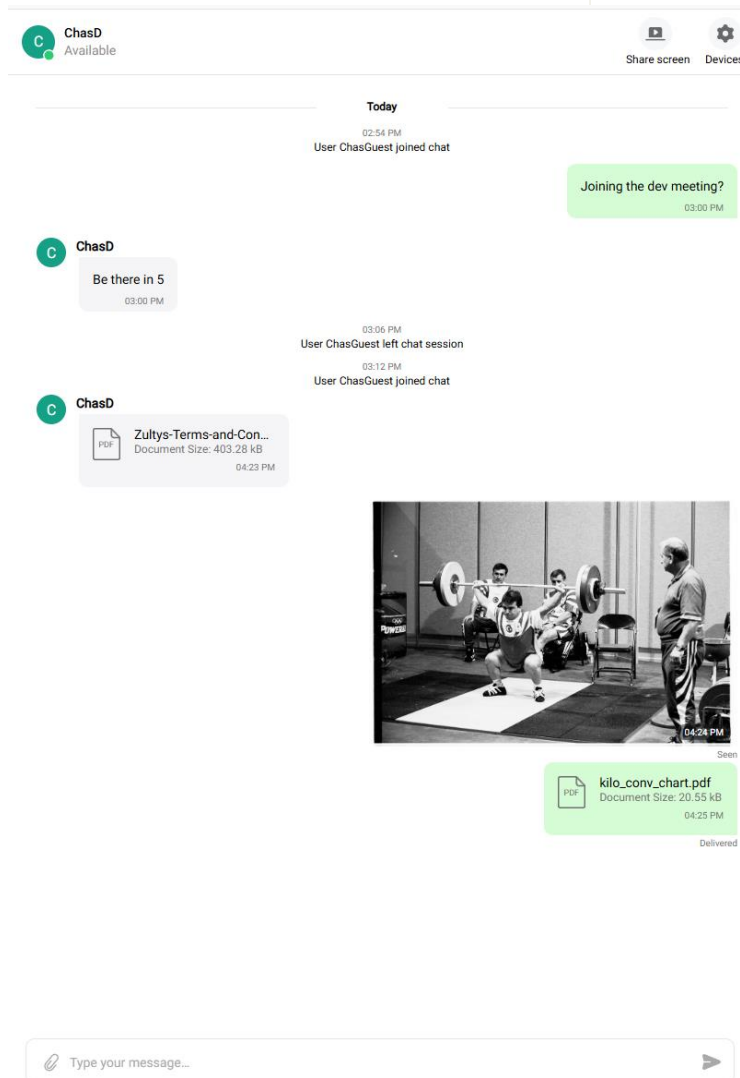 C
ChasD
Available
Share screen
Devices
Today
02:54 PM
User ChasGuest joined chat
Joining the dev meeting?
03:00 PM
C
ChasD
Be there in 5
03:00 PM
03:06 PM
User ChasGuest left chat session
03:12 PM
User ChasGuest joined chat
C
ChasD
PDF
Zultys-Terms-and-Con...
Document Size: 403.28 kB
04:23 PM
04:24 PM
Seen
PDF
kilo_conv_chart.pdf
Document Size: 20.55 kB
04:25 PM
Delivered
Type your message...